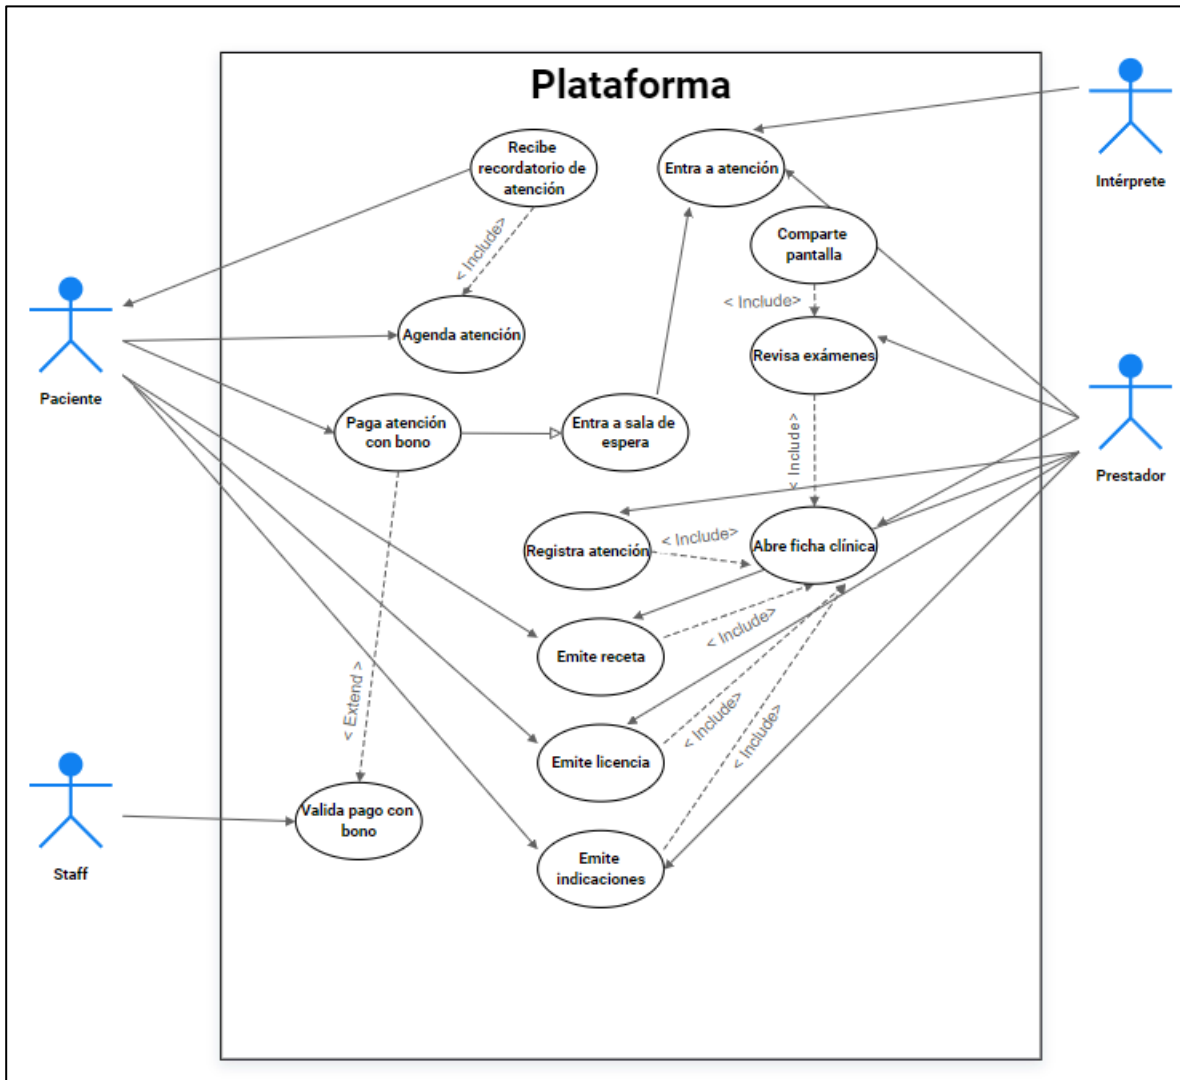 Plataforma
Recibe
recordatorio de
atención
Entra a atención
Intérprete
Comparte
pantalla
< Include>
< Include>
Agenda atención
Revisa exámenes
Paciente
Paga atención
con bono
Entra a sala de
espera
< Include>
Prestador
Registra atención
< Include>
Abre ficha clínica
< Include>
Emite receta
< Extend >
< Include>
< Include>
Emite licencia
Valida pago con
bono
Staff
Emite
indicaciones